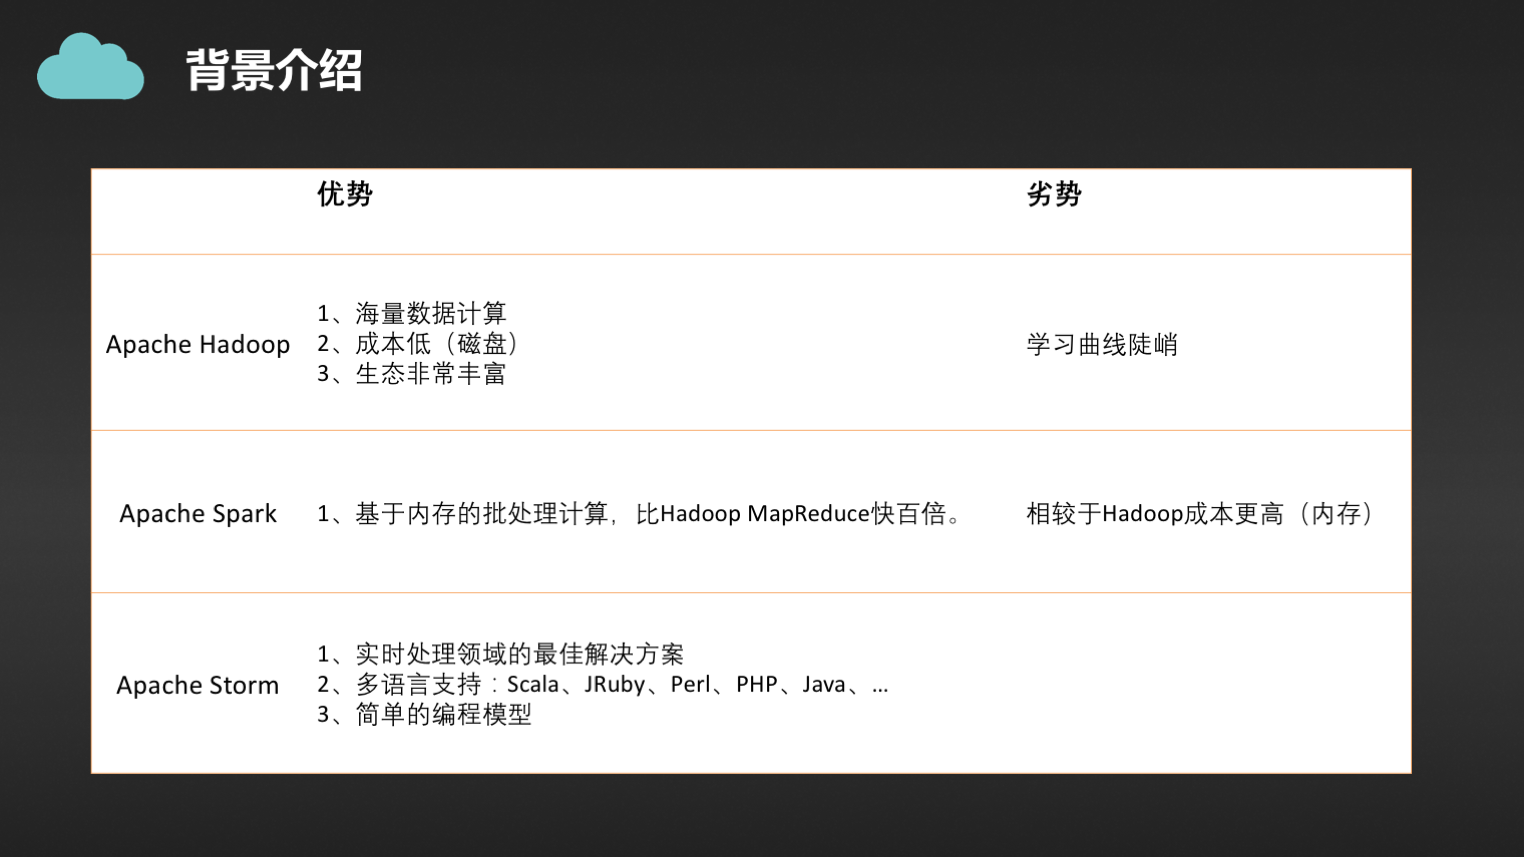 背景介绍
优势 劣势
Apache Hadoop
1、海量数据计算
2、成本低（磁盘）
3、生态非常丰富
学习曲线陡峭
Apache Spark
1、基于内存的批处理计算，比Hadoop MapReduce快百倍。
相较于Hadoop成本更高（内存）
Apache Storm
1、实时处理领域的最佳解决方案
2、多语言支持：Scala、JRuby、Perl、PHP、Java、...
3、简单的编程模型